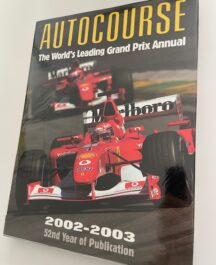 AUTOCOURSE
The World's Leading Grand Prix Annual
Marlboro
2002-2003
52nd Year of Publication